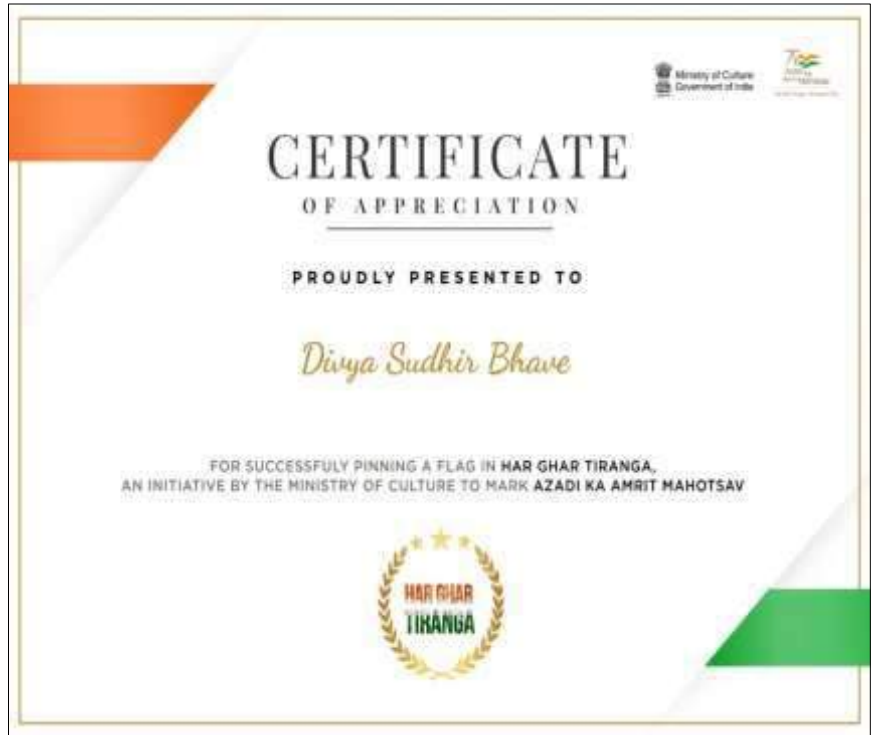 Ministry of Culture
Government of India
CERTIFICATE
OF APPRECIATION
PROUDLY PRESENTED TO
Divya Sudhir Bhave
FOR SUCCESSFULY PINNING A FLAG IN HAR GHAR TIRANGA,
AN INITIATIVE BY THE MINISTRY OF CULTURE TO MARK AZADI KA AMRIT MAHOTSAV
HAR GHAR
TIRANGA